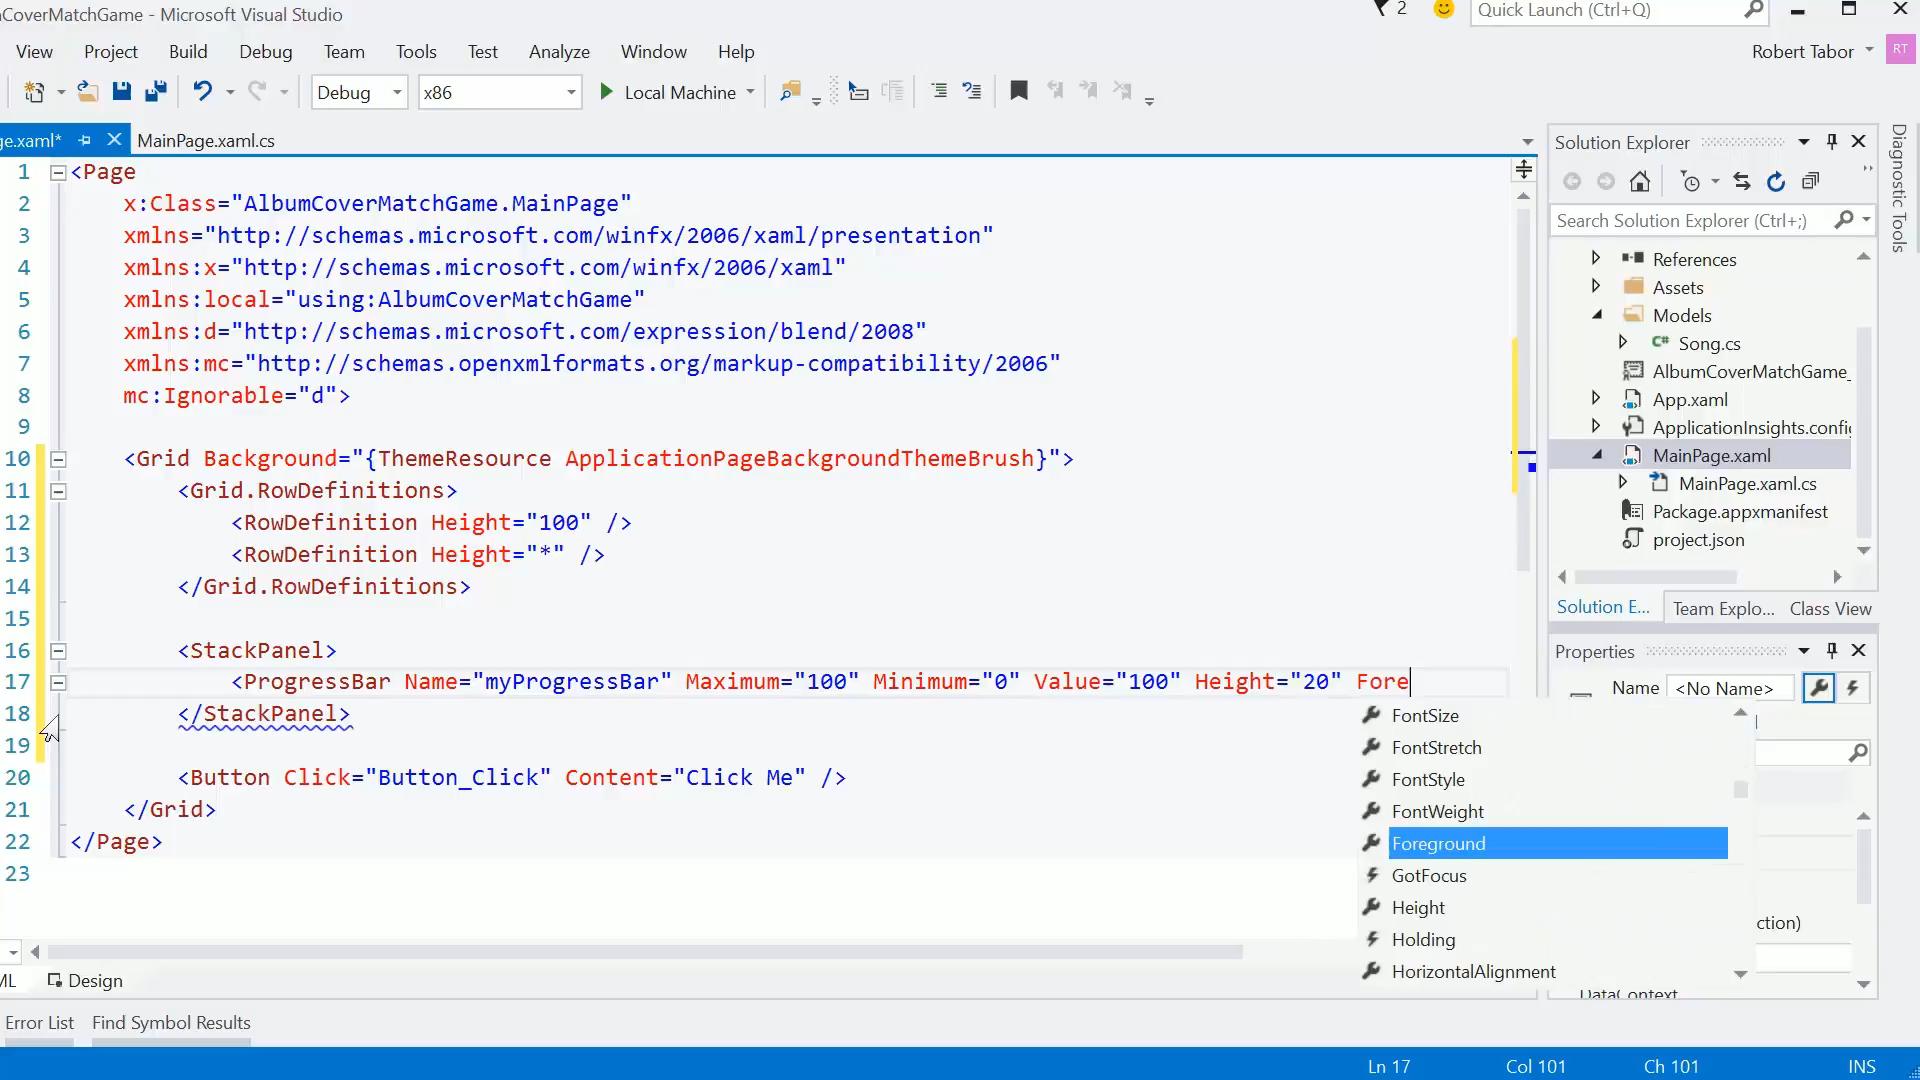 CoverMatchGame - Microsoft Visual Studio
2
Quick Launch (Ctrl+Q)
View Project Build Debug Team Tools Test Analyze Window Help
Robert Tabor RT
Debug x86 Local Machine
ge.xaml* MainPage.xaml.cs
1 <Page
2 x:Class="AlbumCoverMatchGame.MainPage"
3 xmlns="http://schemas.microsoft.com/winfx/2006/xaml/presentation"
4 xmlns:x="http://schemas.microsoft.com/winfx/2006/xaml"
5 xmlns:local="using:AlbumCoverMatchGame"
6 xmlns:d="http://schemas.microsoft.com/expression/blend/2008"
7 xmlns:mc="http://schemas.openxmlformats.org/markup-compatibility/2006"
8 mc:Ignorable="d">
9
10 <Grid Background="{ThemeResource ApplicationPageBackgroundThemeBrush}">
11 <Grid.RowDefinitions>
12 <RowDefinition Height="100" />
13 <RowDefinition Height="*" />
14 </Grid.RowDefinitions>
15
16 <StackPanel>
17 <ProgressBar Name="myProgressBar" Maximum="100" Minimum="0" Value="100" Height="20" Fore
18 </StackPanel>
19
20 <Button Click="Button_Click" Content="Click Me" />
21 </Grid>
22 </Page>
23
FontSize
FontStretch
FontStyle
FontWeight
Foreground
GotFocus
Height
Holding
HorizontalAlignment
Solution Explorer
Search Solution Explorer (Ctrl+;)
References
Assets
Models
C# Song.cs
AlbumCoverMatchGame_
App.xaml
ApplicationInsights.config
MainPage.xaml
MainPage.xaml.cs
Package.appxmanifest
project.json
Solution E... Team Explo... Class View
Properties
Name <No Name>
ction)
DataContext
Diagnostic Tools
ML Design
Error List Find Symbol Results
Ln 17 Col 101 Ch 101 INS